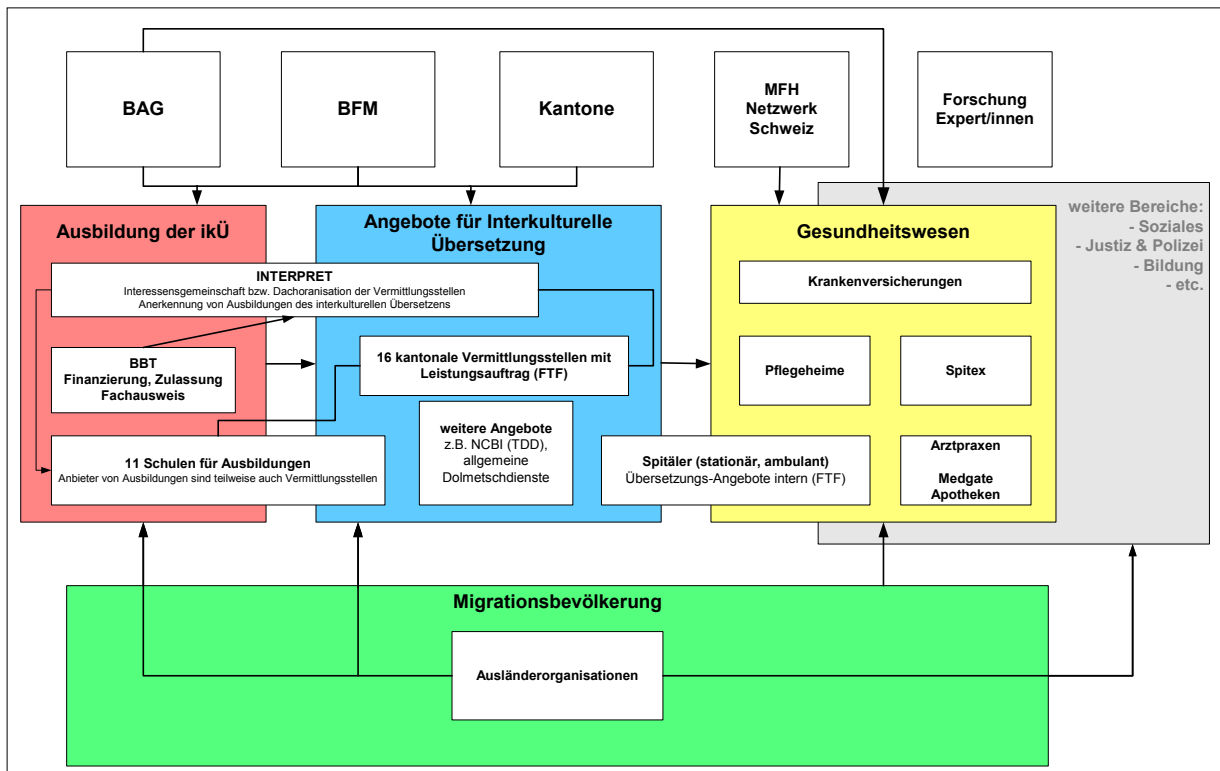 BAG
BFM
Kantone
MFH
Netzwerk
Schweiz
Forschung
Expert/innen
Ausbildung der ikÜ
Angebote für Interkulturelle
Übersetzung
Gesundheitswesen
weitere Bereiche:
- Soziales
- Justiz & Polizei
- Bildung
- etc.
INTERPRET
Interessensgemeinschaft bzw. Dachoranisation der Vermittlungsstellen
Anerkennung von Ausbildungen des interkulturellen Übersetzens
Krankenversicherungen
BBT
Finanzierung, Zulassung
Fachausweis
16 kantonale Vermittlungsstellen mit
Leistungsauftrag (FTF)
Pflegeheime
Spitex
weitere Angebote
z.B. NCBI (TDD),
allgemeine
Dolmetschdienste
11 Schulen für Ausbildungen
Anbieter von Ausbildungen sind teilweise auch Vermittlungsstellen
Spitäler (stationär, ambulant)
Übersetzungs-Angebote intern (FTF)
Arztpraxen
Medgate
Apotheken
Migrationsbevölkerung
Ausländerorganisationen